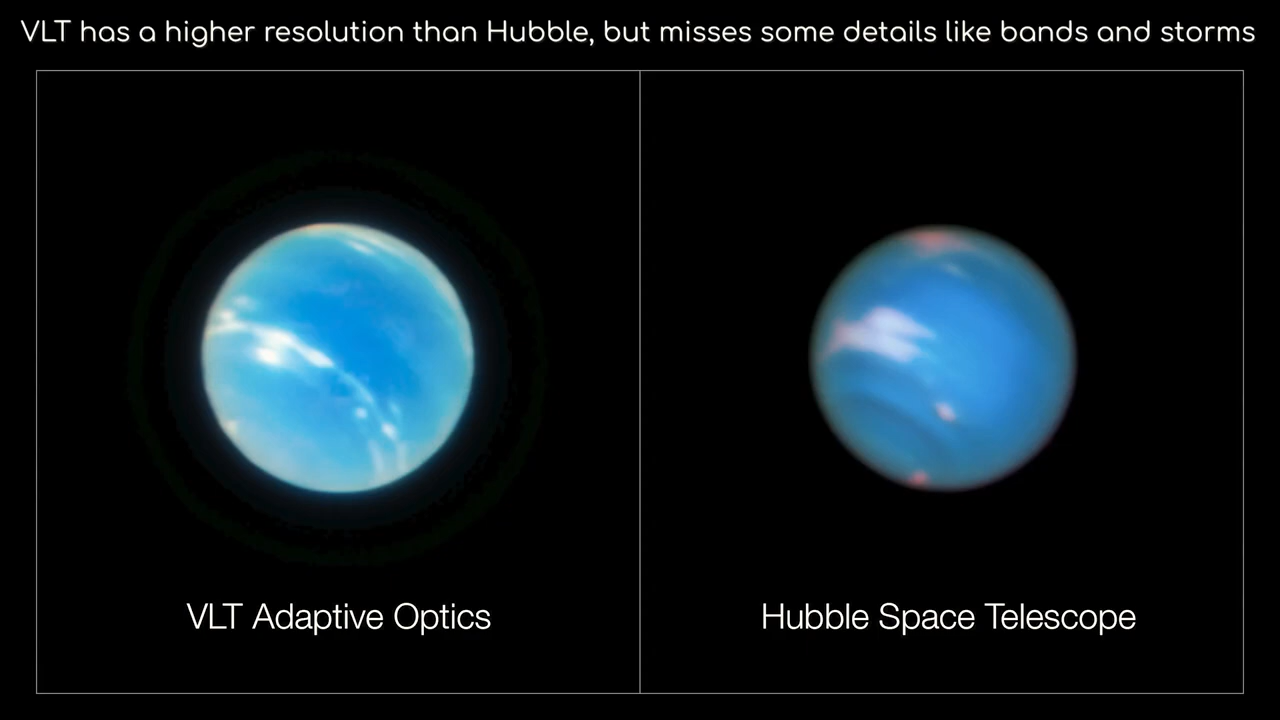 VLT has a higher resolution than Hubble, but misses some details like bands and storms
VLT Adaptive Optics
Hubble Space Telescope